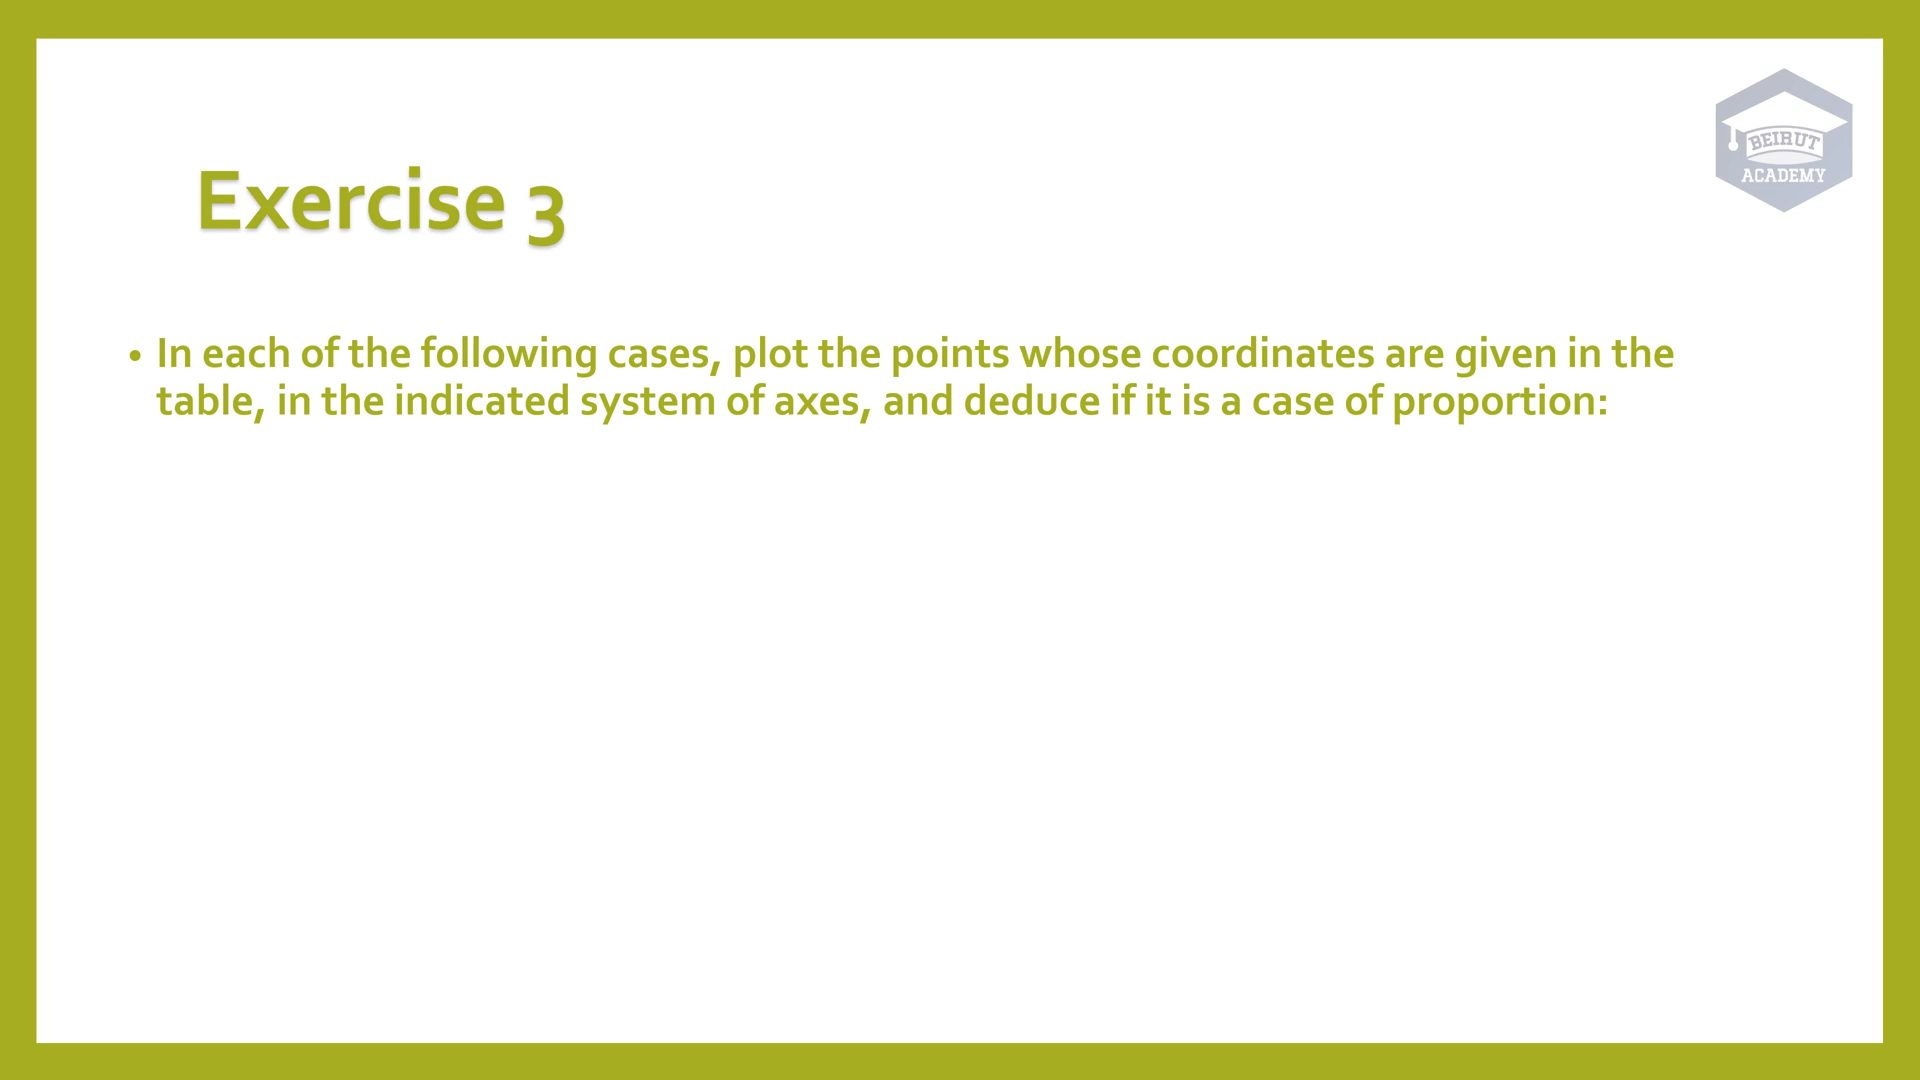 BEIRUT
ACADEMY
Exercise 3
• In each of the following cases, plot the points whose coordinates are given in the
table, in the indicated system of axes, and deduce if it is a case of proportion: